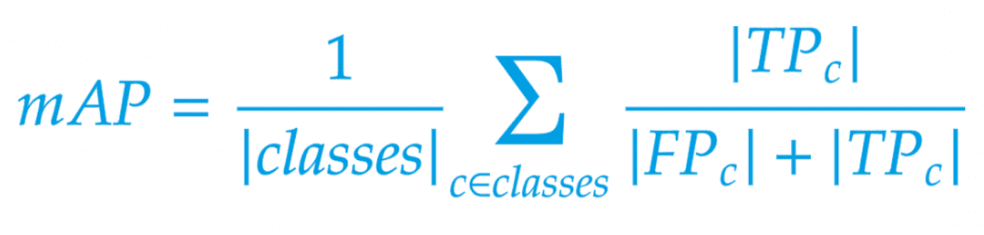 mAP = 1/|classes| ∑_{c∈classes} |TP_c| / (|FP_c| + |TP_c|)